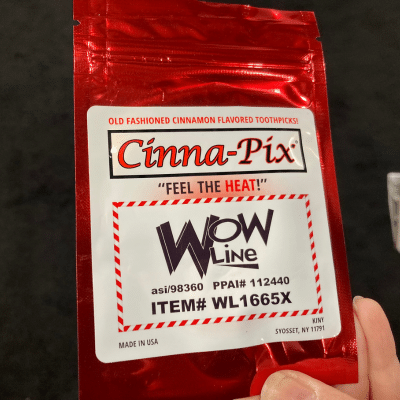 OLD FASHIONED CINNAMON FLAVORED TOOTHPICKS!
Cinna-Pix®
"FEEL THE HEAT!"
WOW
LINE
asi/98360 PPAI# 112440
ITEM# WL1665X
KINY
MADE IN USA SYOSSET, NY 11791